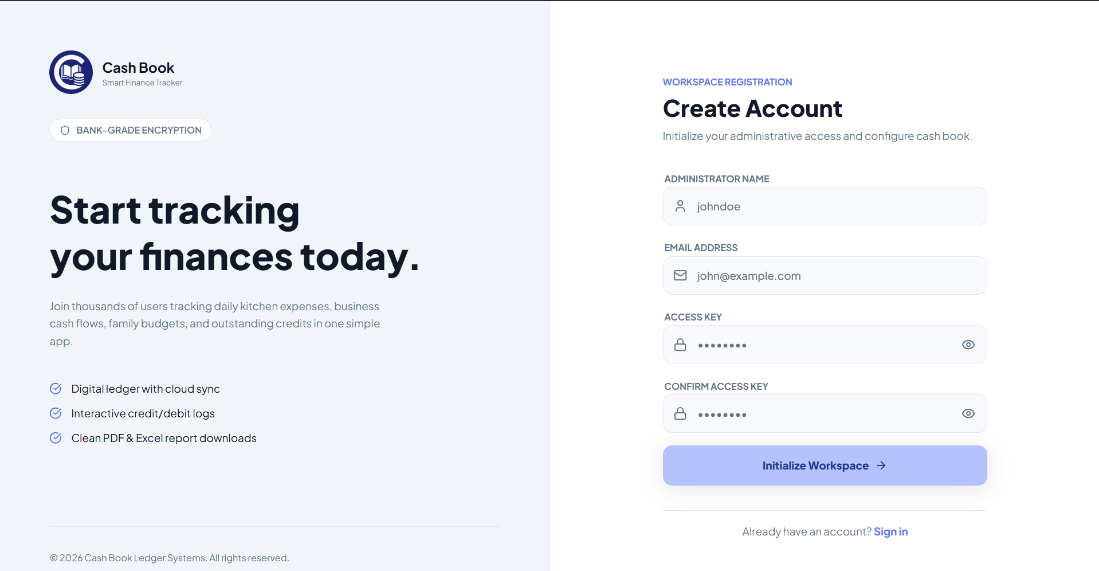 Cash Book
Smart Finance Tracker
BANK-GRADE ENCRYPTION
Start tracking
your finances today.
Join thousands of users tracking daily kitchen expenses, business
cash flows, family budgets, and outstanding credits in one simple
app.
Digital ledger with cloud sync
Interactive credit/debit logs
Clean PDF & Excel report downloads
© 2026 Cash Book Ledger Systems. All rights reserved.
WORKSPACE REGISTRATION
Create Account
Initialize your administrative access and configure cash book.
ADMINISTRATOR NAME
johndoe
EMAIL ADDRESS
john@example.com
ACCESS KEY
••••••••
CONFIRM ACCESS KEY
••••••••
Initialize Workspace →
Already have an account? Sign in